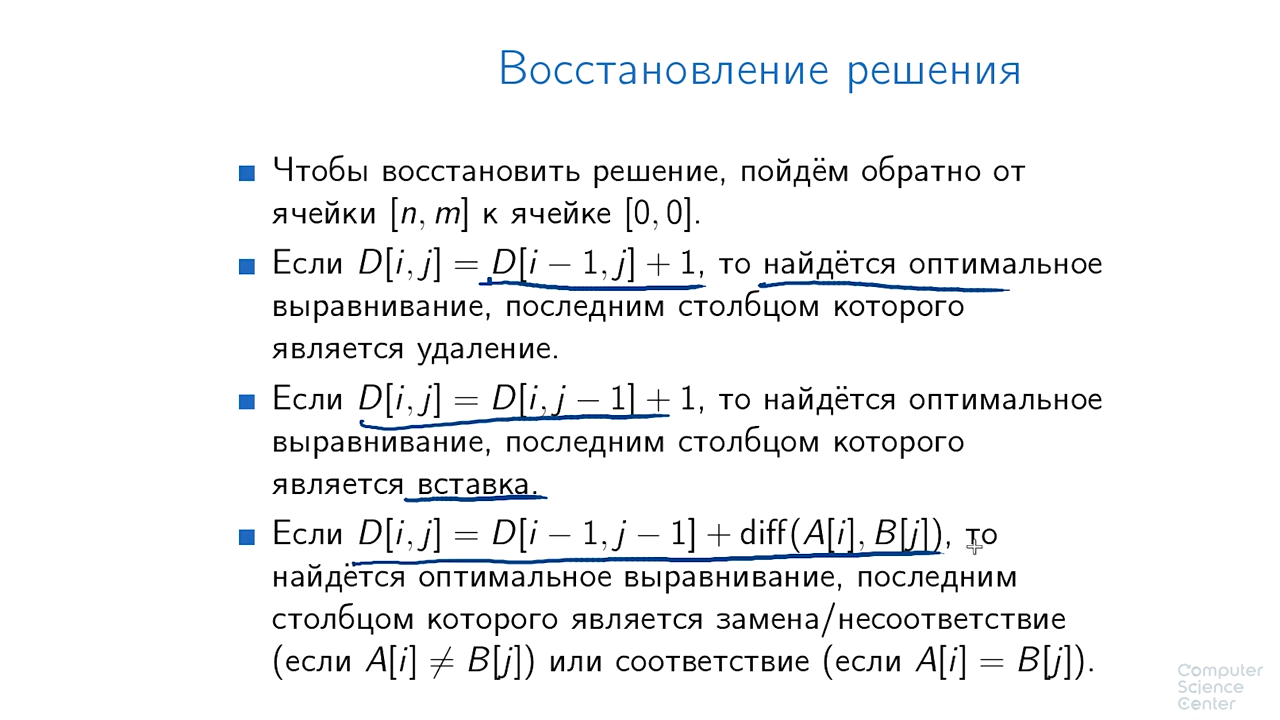 Восстановление решения
Чтобы восстановить решение, пойдём обратно от
ячейки [n, m] к ячейке [0, 0].
Если D[i, j] = D[i − 1, j] + 1, то найдётся оптимальное
выравнивание, последним столбцом которого
является удаление.
Если D[i, j] = D[i, j − 1] + 1, то найдётся оптимальное
выравнивание, последним столбцом которого
является вставка.
Если D[i, j] = D[i − 1, j − 1] + diff(A[i], B[j]), то
найдётся оптимальное выравнивание, последним
столбцом которого является замена/несоответствие
(если A[i] ≠ B[j]) или соответствие (если A[i] = B[j]).
Computer
Science
Center